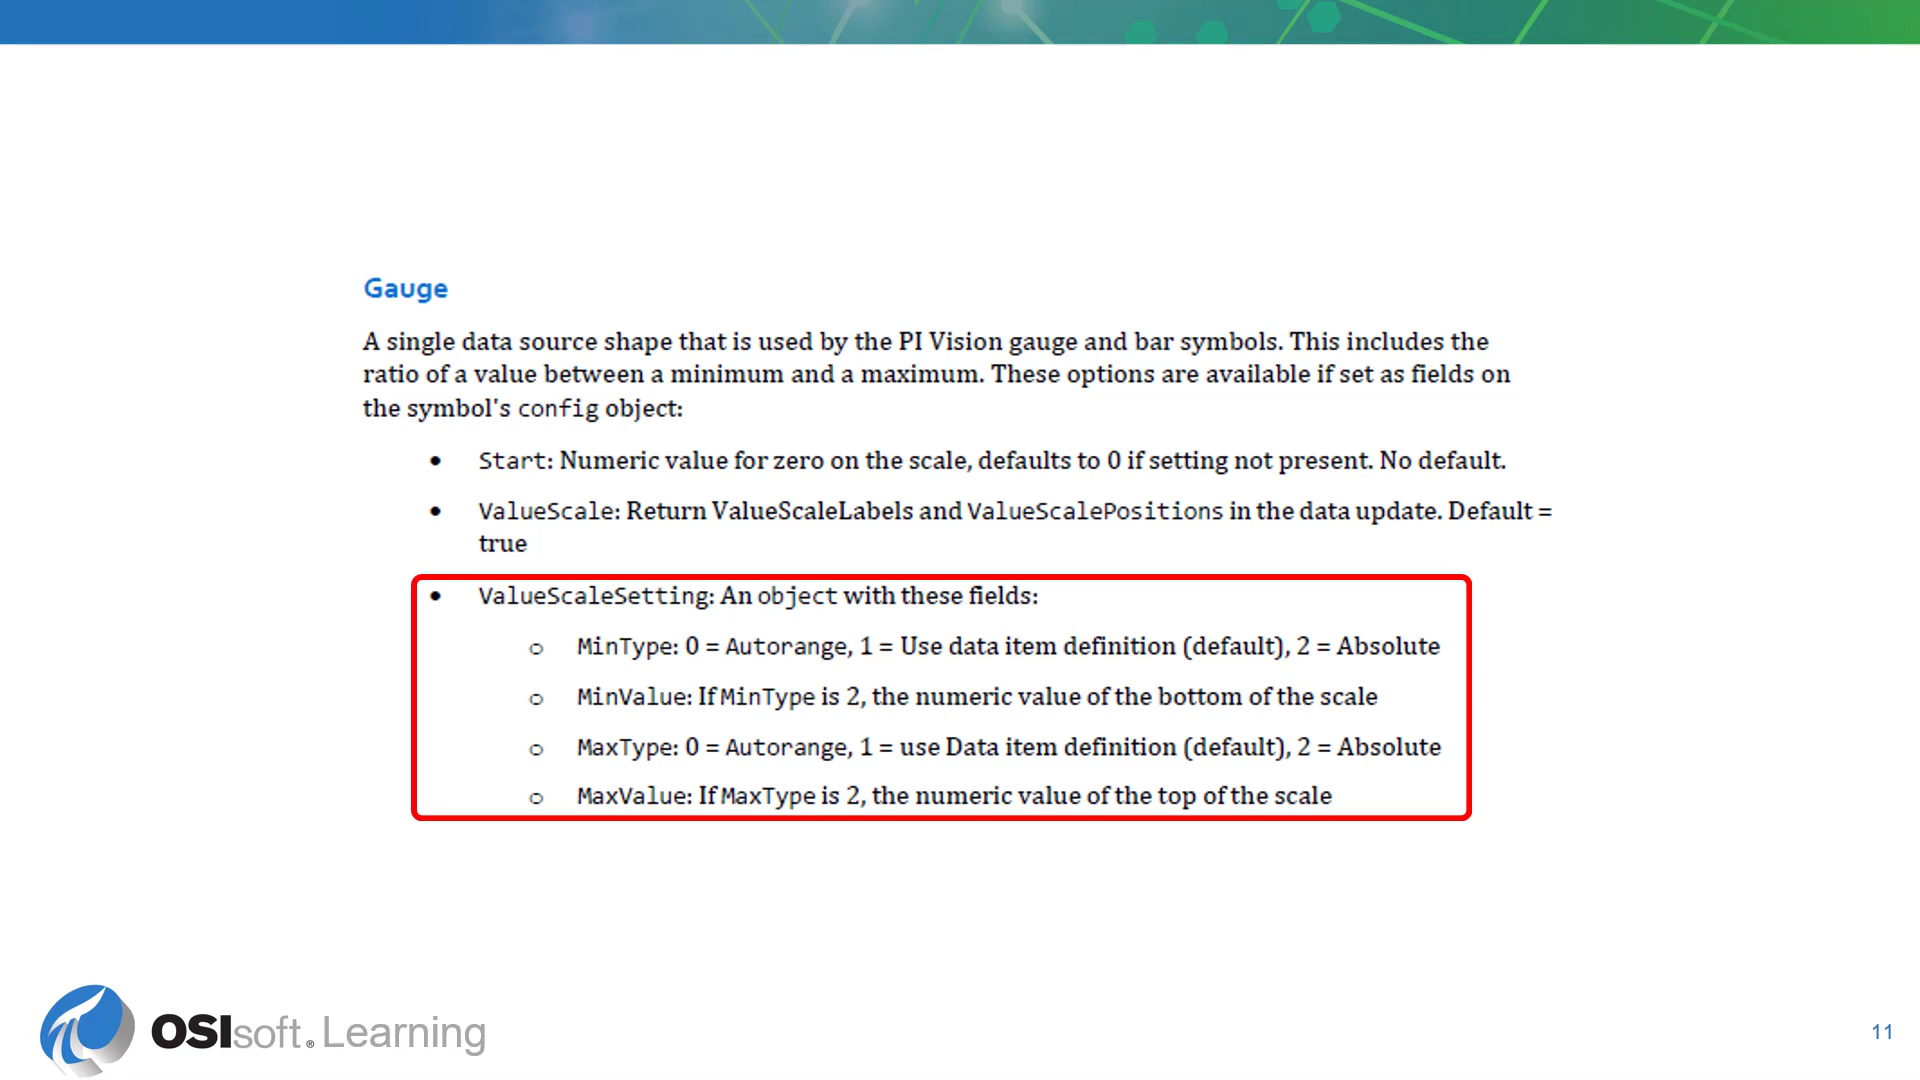 Gauge
A single data source shape that is used by the PI Vision gauge and bar symbols. This includes the
ratio of a value between a minimum and a maximum. These options are available if set as fields on
the symbol's config object:
• Start: Numeric value for zero on the scale, defaults to 0 if setting not present. No default.
• ValueScale: Return ValueScaleLabels and ValueScalePositions in the data update. Default =
true
• ValueScaleSetting: An object with these fields:
o MinType: 0 = Autorange, 1 = Use data item definition (default), 2 = Absolute
o MinValue: If MinType is 2, the numeric value of the bottom of the scale
o MaxType: 0 = Autorange, 1 = use Data item definition (default), 2 = Absolute
o MaxValue: If MaxType is 2, the numeric value of the top of the scale
OSIsoft® Learning
11